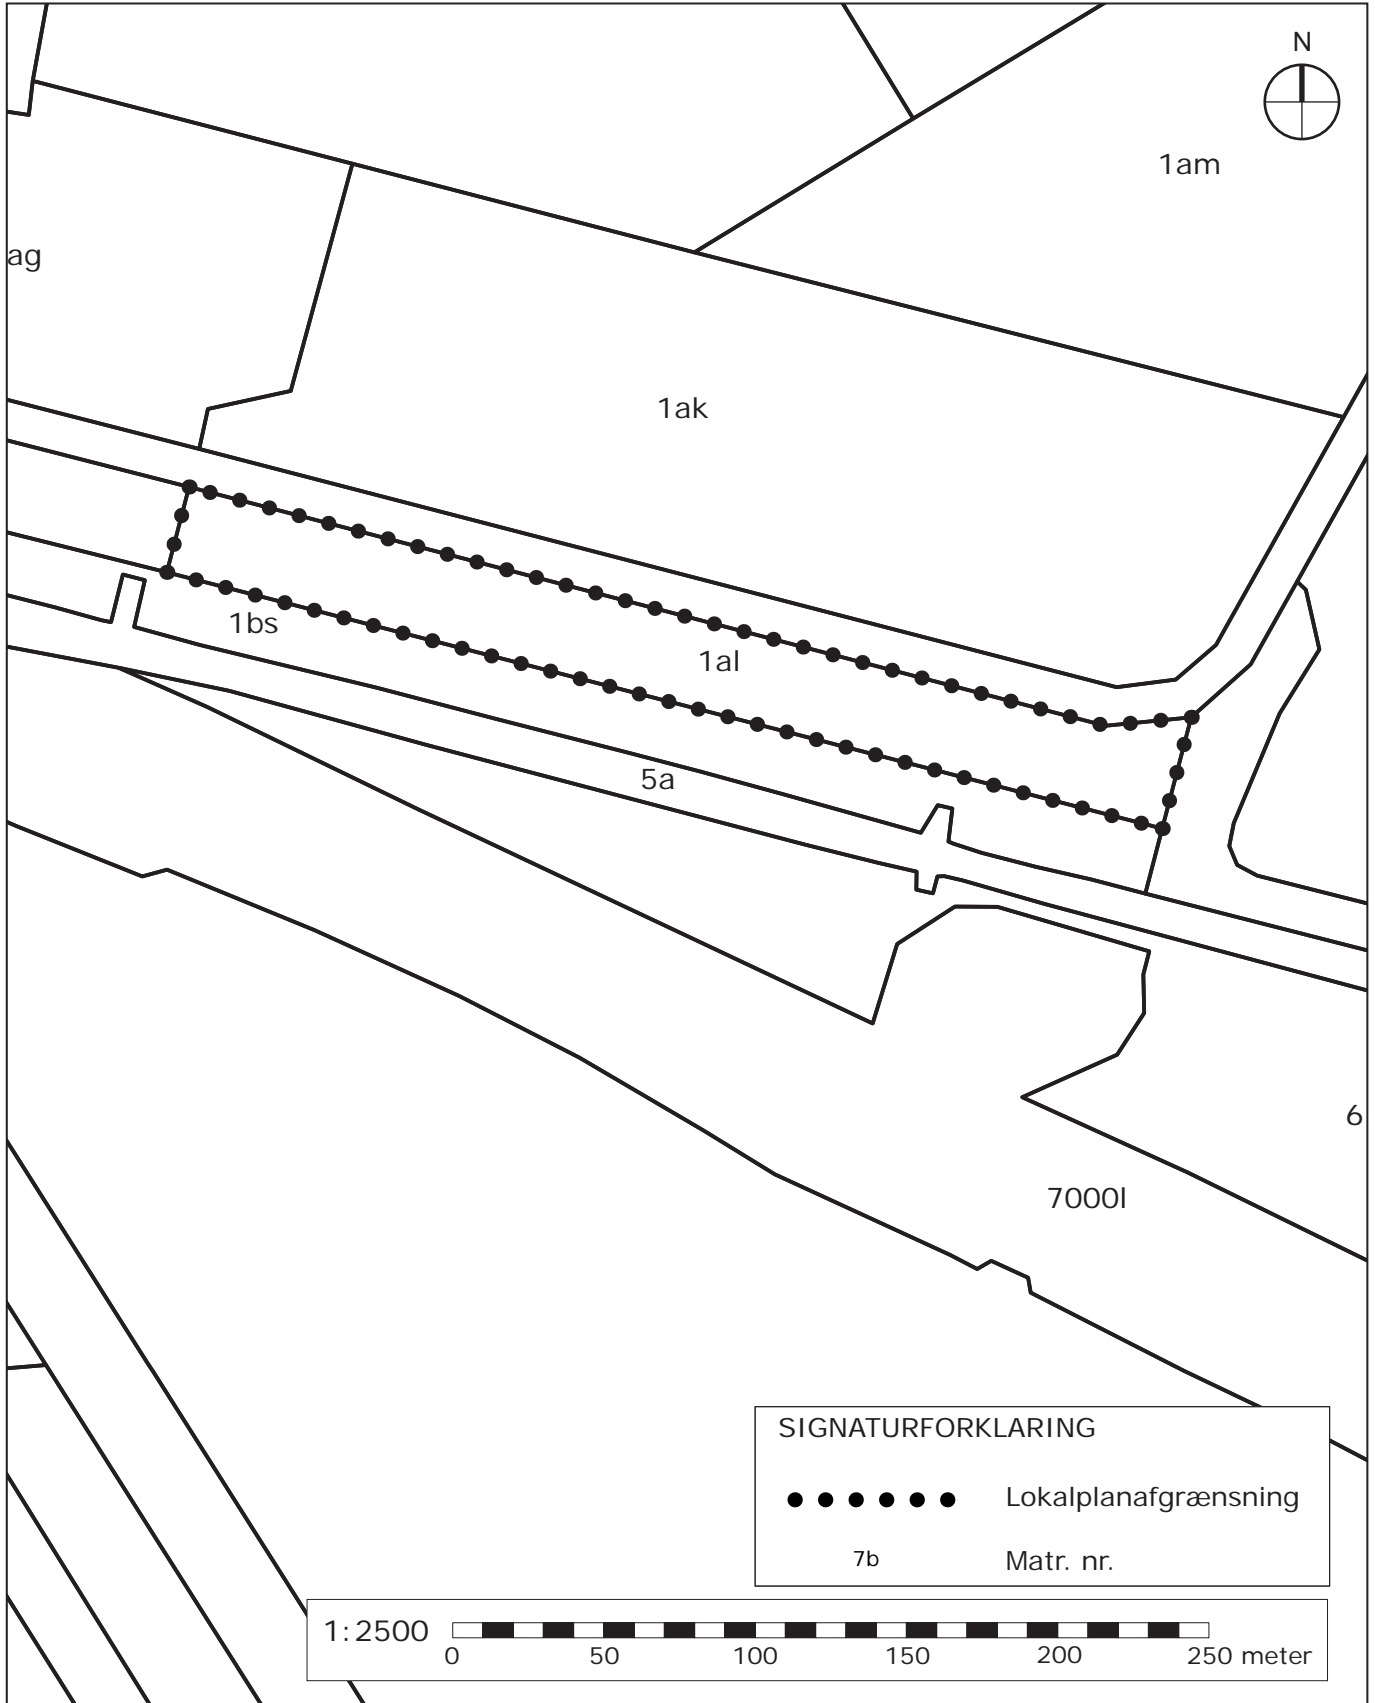 N
1am
ag
1ak
1bs
1al
5a
6
7000l
SIGNATURFORKLARING
Lokalplanafgrænsning
7b Matr. nr.
1:2500
0 50 100 150 200 250 meter